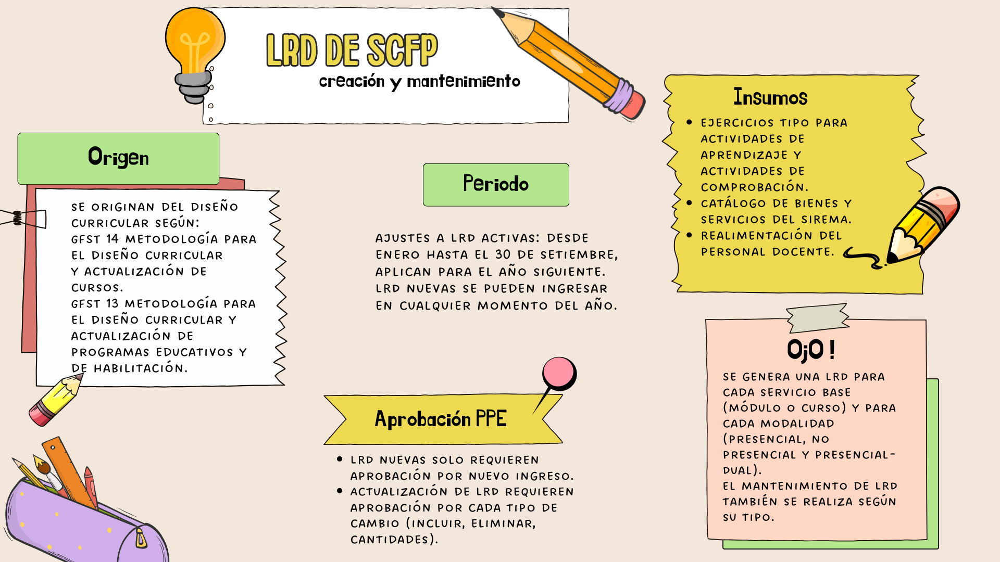 LRD DE SCFP
creación y mantenimiento
Origen
SE ORIGINAN DEL DISEÑO
CURRICULAR SEGÚN:
GFST 14 METODOLOGÍA PARA
EL DISEÑO CURRICULAR
Y ACTUALIZACIÓN DE
CURSOS.
GFST 13 METODOLOGÍA PARA
EL DISEÑO CURRICULAR Y
ACTUALIZACIÓN DE
PROGRAMAS EDUCATIVOS Y
DE HABILITACIÓN.
Periodo
AJUSTES A LRD ACTIVAS: DESDE
ENERO HASTA EL 30 DE SETIEMBRE,
APLICAN PARA EL AÑO SIGUIENTE.
LRD NUEVAS SE PUEDEN INGRESAR
EN CUALQUIER MOMENTO DEL AÑO.
Aprobación PPE
• LRD NUEVAS SOLO REQUIEREN
APROBACIÓN POR NUEVO INGRESO.
• ACTUALIZACIÓN DE LRD REQUIEREN
APROBACIÓN POR CADA TIPO DE
CAMBIO (INCLUIR, ELIMINAR,
CANTIDADES).
Insumos
• EJERCICIOS TIPO PARA
ACTIVIDADES DE
APRENDIZAJE Y
ACTIVIDADES DE
COMPROBACIÓN.
• CATÁLOGO DE BIENES Y
SERVICIOS DEL SIREMA.
• REALIMENTACIÓN DEL
PERSONAL DOCENTE.
OjO !
SE GENERA UNA LRD PARA
CADA SERVICIO BASE
(MÓDULO O CURSO) Y PARA
CADA MODALIDAD
(PRESENCIAL, NO
PRESENCIAL Y PRESENCIAL-
DUAL).
EL MANTENIMIENTO DE LRD
TAMBIÉN SE REALIZA SEGÚN
SU TIPO.